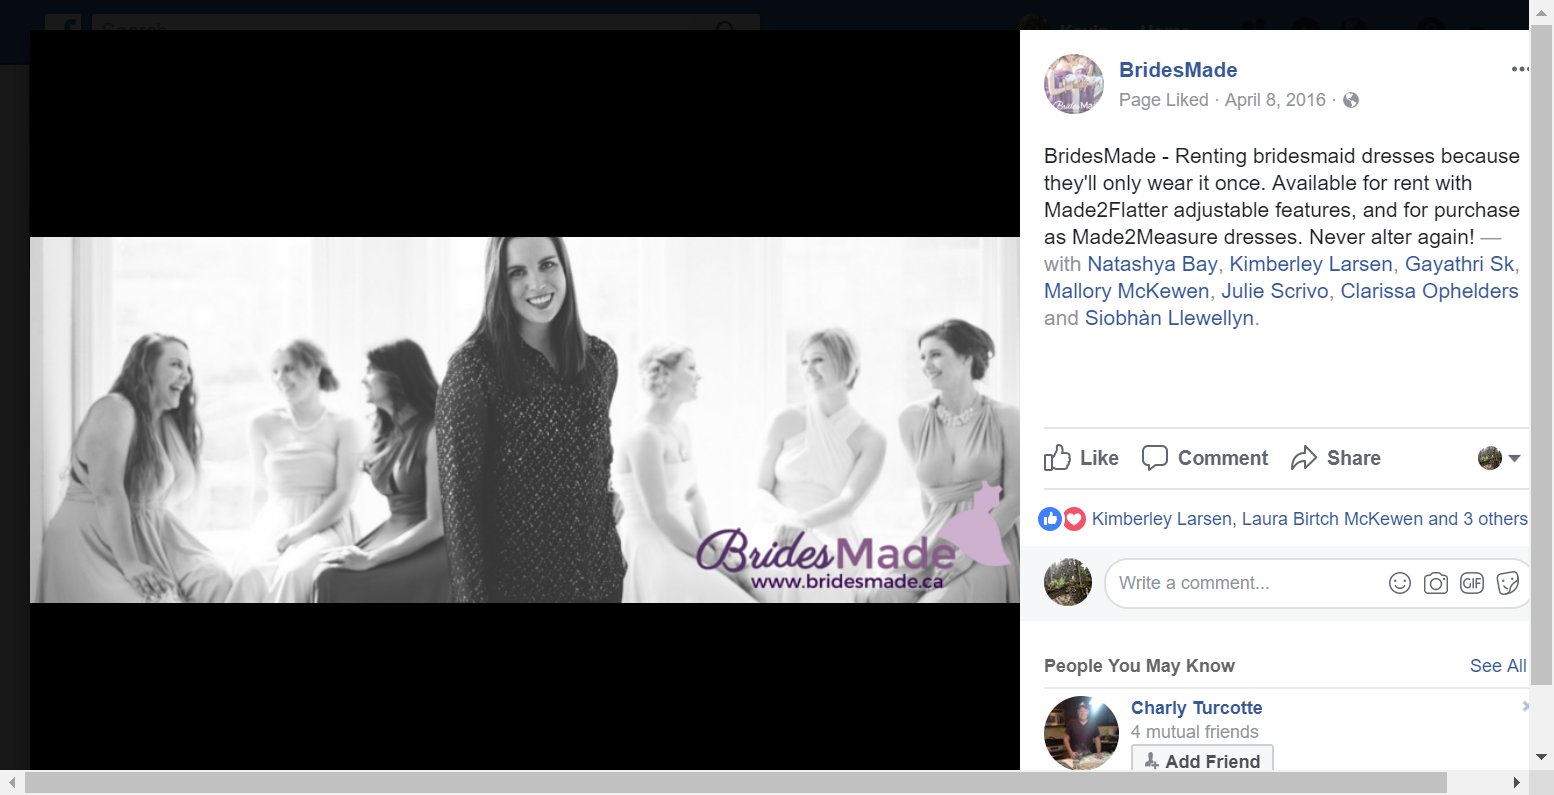 Search
Kevin Home
BridesMade
Page Liked · April 8, 2016 ·
BridesMade - Renting bridesmaid dresses because
they'll only wear it once. Available for rent with
Made2Flatter adjustable features, and for purchase
as Made2Measure dresses. Never alter again! —
with Natashya Bay, Kimberley Larsen, Gayathri Sk,
Mallory McKewen, Julie Scrivo, Clarissa Ophelders
and Siobhàn Llewellyn.
BridesMade
www.bridesmade.ca
Like Comment Share
Kimberley Larsen, Laura Birtch McKewen and 3 others
Write a comment... GIF
People You May Know See All
Charly Turcotte
4 mutual friends
Add Friend